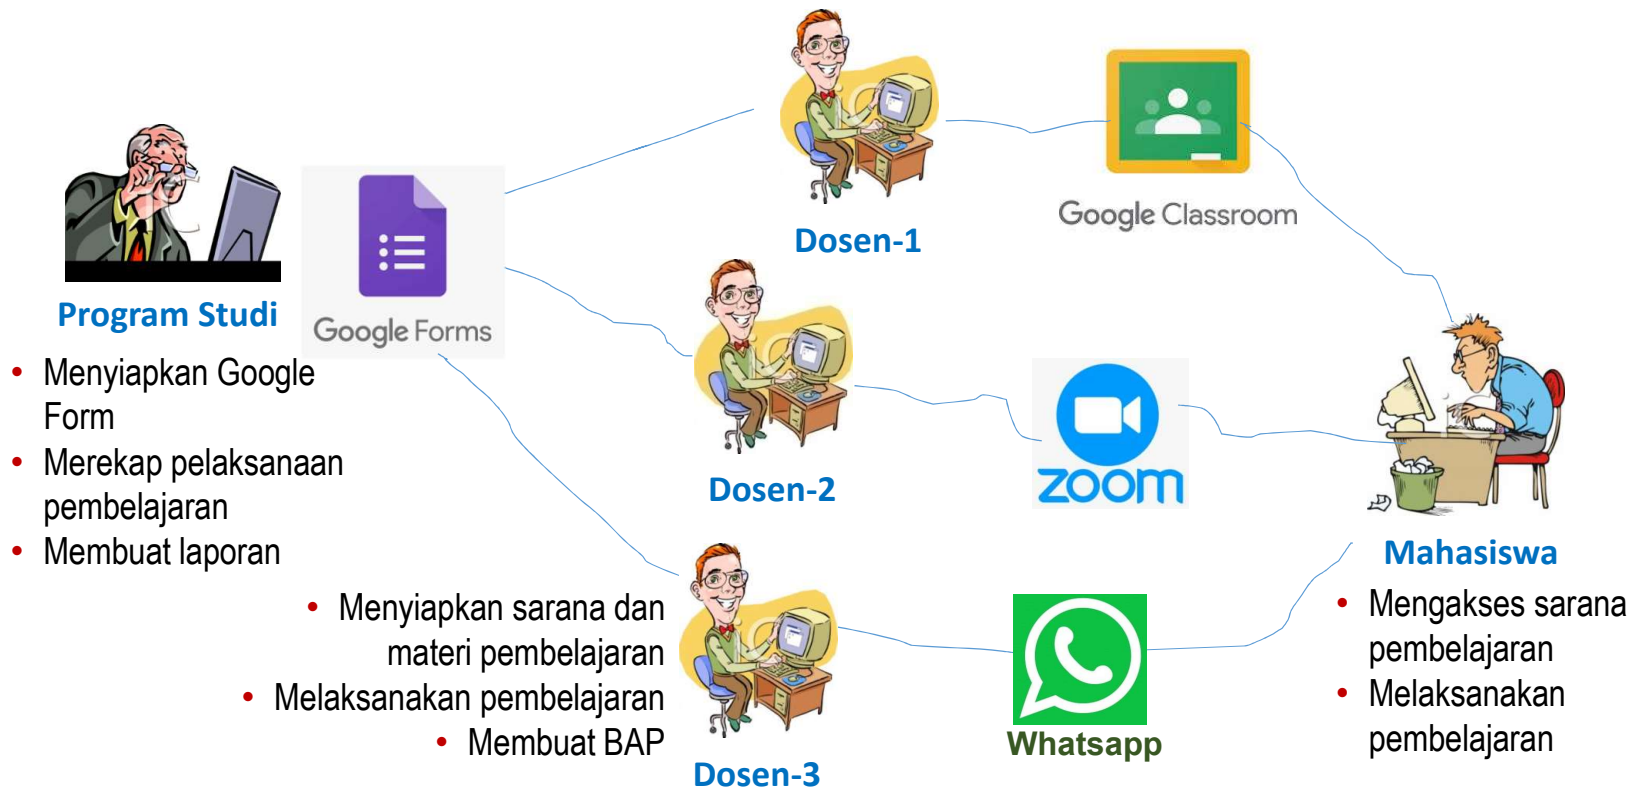 Google Classroom
Dosen-1
Program Studi
Google Forms
• Menyiapkan Google
Form
• Merekap pelaksanaan
pembelajaran
• Membuat laporan
Dosen-2
zoom
Mahasiswa
• Mengakses sarana
pembelajaran
• Melaksanakan
pembelajaran
• Menyiapkan sarana dan
materi pembelajaran
• Melaksanakan pembelajaran
• Membuat BAP
Dosen-3
Whatsapp